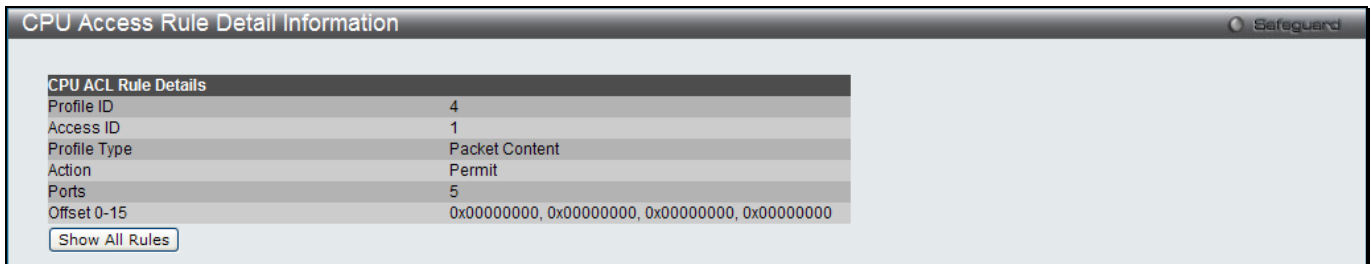 CPU Access Rule Detail Information
Safeguard
CPU ACL Rule Details
Profile ID 4
Access ID 1
Profile Type Packet Content
Action Permit
Ports 5
Offset 0-15 0x00000000, 0x00000000, 0x00000000, 0x00000000
Show All Rules